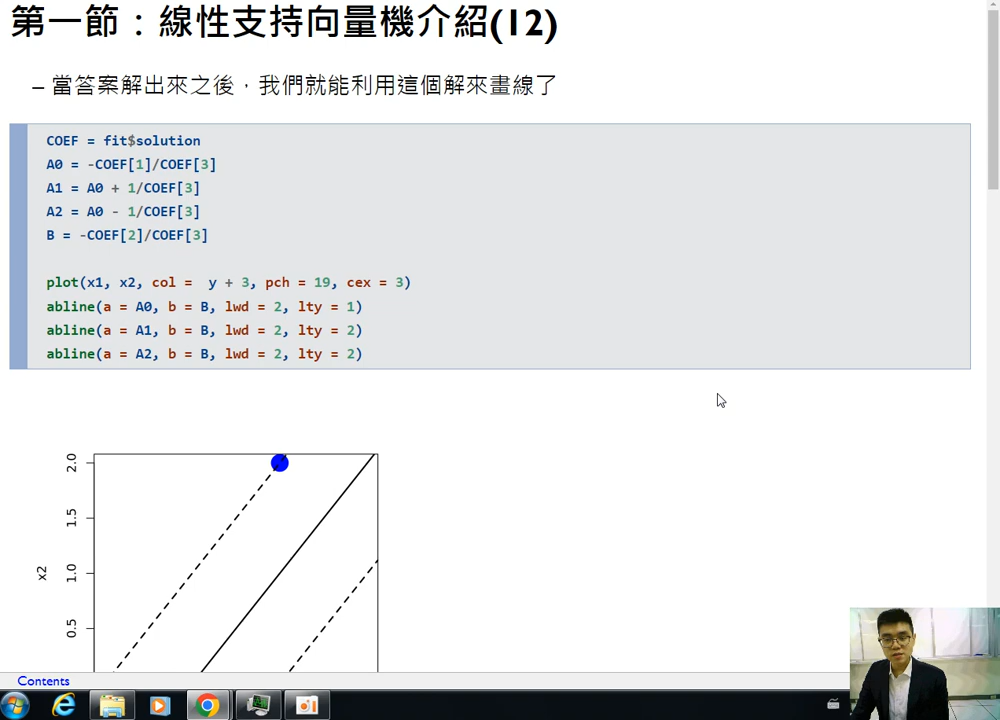 第一節：線性支持向量機介紹(12)
– 當答案解出來之後，我們就能利用這個解來畫線了
COEF = fit$solution
A0 = -COEF[1]/COEF[3]
A1 = A0 + 1/COEF[3]
A2 = A0 - 1/COEF[3]
B = -COEF[2]/COEF[3]
plot(x1, x2, col =  y + 3, pch = 19, cex = 3)
abline(a = A0, b = B, lwd = 2, lty = 1)
abline(a = A1, b = B, lwd = 2, lty = 2)
abline(a = A2, b = B, lwd = 2, lty = 2)
2.0
1.5
x2
1.0
0.5
Contents